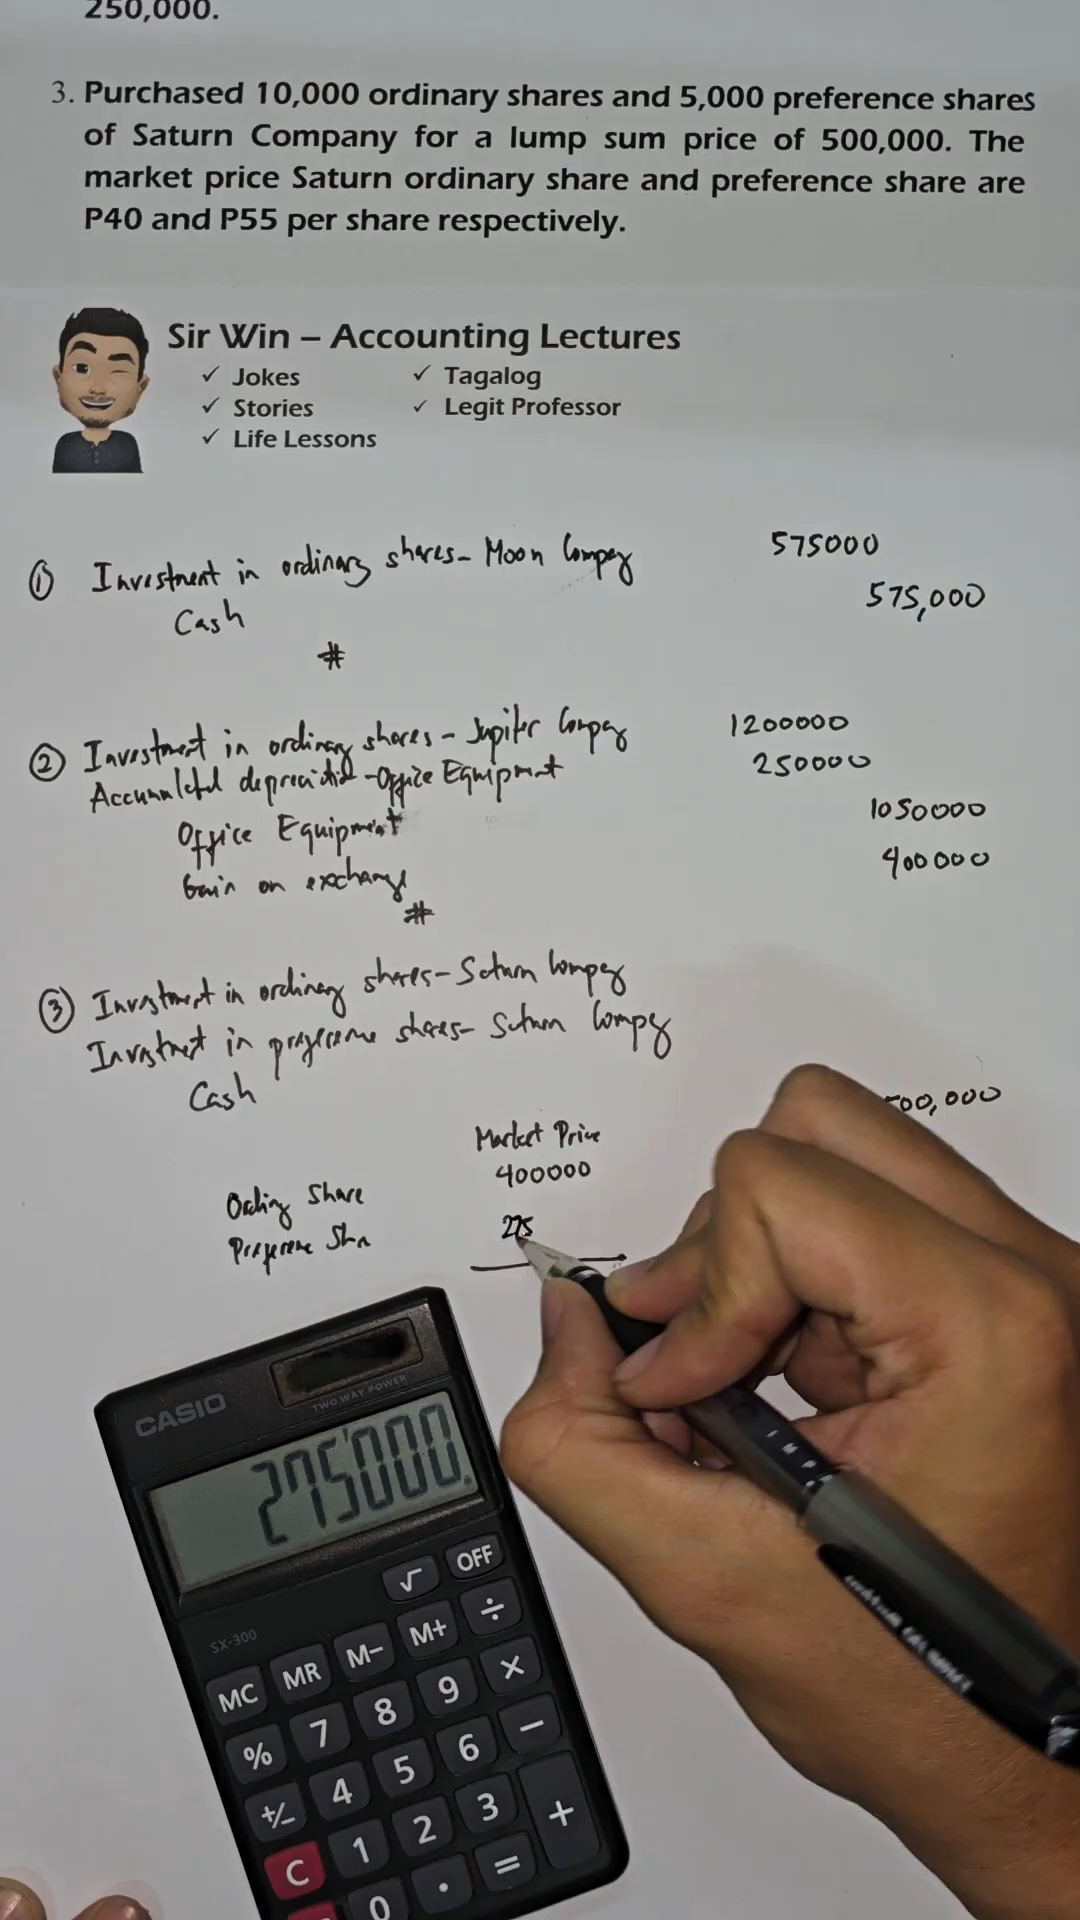 250,000.
3. Purchased 10,000 ordinary shares and 5,000 preference shares
of Saturn Company for a lump sum price of 500,000. The
market price Saturn ordinary share and preference share are
P40 and P55 per share respectively.
Sir Win – Accounting Lectures
✓ Jokes ✓ Tagalog
✓ Stories ✓ Legit Professor
✓ Life Lessons
① Investment in ordinary shares - Moon Company 575000
Cash 575,000
#
② Investment in ordinary shares - Jupiter Company 1200000
Accumulated depreciation - Office Equipment 250000
Office Equipment 1050000
Gain on exchange 400000
#
③ Investment in ordinary shares - Saturn Company
Investment in preference shares - Saturn Company
Cash 00,000
Market Price
Ordinary Share 400000
Preference 275
CASIO
TWO WAY POWER
275'000.
SX-300
√ OFF
MC MR M- M+ ÷
% 7 8 9 ×
+/- 4 5 6 −
C 1 2 3 +
0 . =